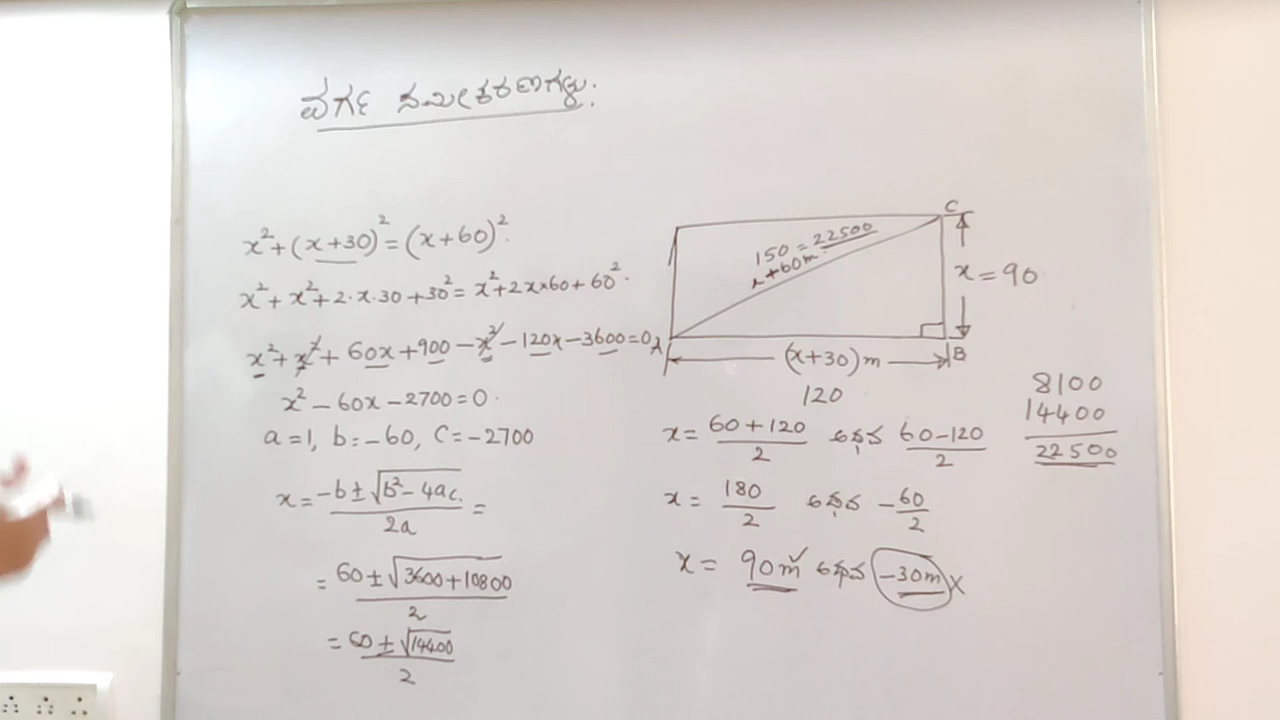 ವರ್ಗ ಸಮೀಕರಣಗಳು.
x² + (x+30)² = (x+60)².
x² + x² + 2·x·30 + 30² = x² + 2x×60 + 60².
x² + x² + 60x + 900 - x² - 120x - 3600 = 0
x² - 60x - 2700 = 0.
a = 1, b = -60, C = -2700
x = (-b ± √(b² - 4ac)) / 2a =
= (60 ± √(3600 + 10800)) / 2
= (60 ± √14400) / 2
C
150 = 22500
x+60m
x = 90
A
(x+30) m
B
120
8100
14400
22500
x = (60 + 120) / 2 ಅಥವ (60 - 120) / 2
x = 180 / 2 ಅಥವ -60 / 2
x = 90m ✓ ಅಥವ -30m X